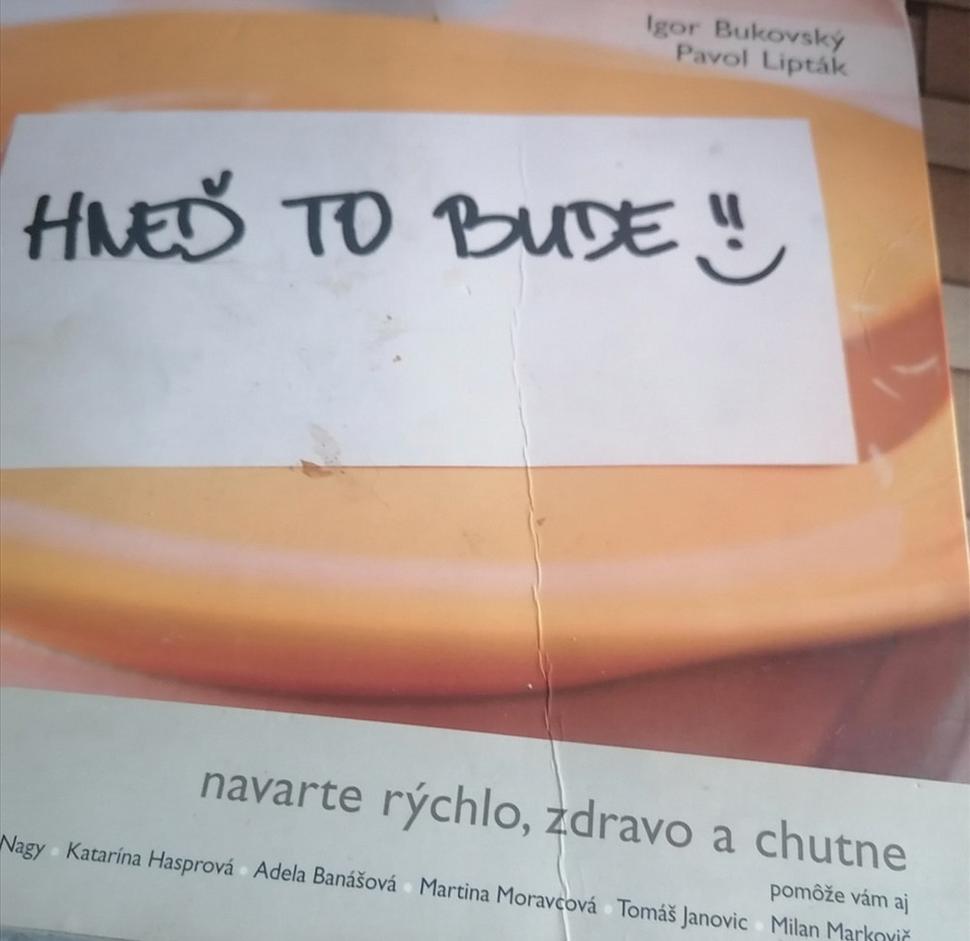 Igor Bukovský
Pavol Lipták
HNEĎ TO BUDE !!
navarte rýchlo, zdravo a chutne
pomôže vám aj
Nagy • Katarína Hasprová • Adela Banášová • Martina Moravcová • Tomáš Janovic • Milan Markovič